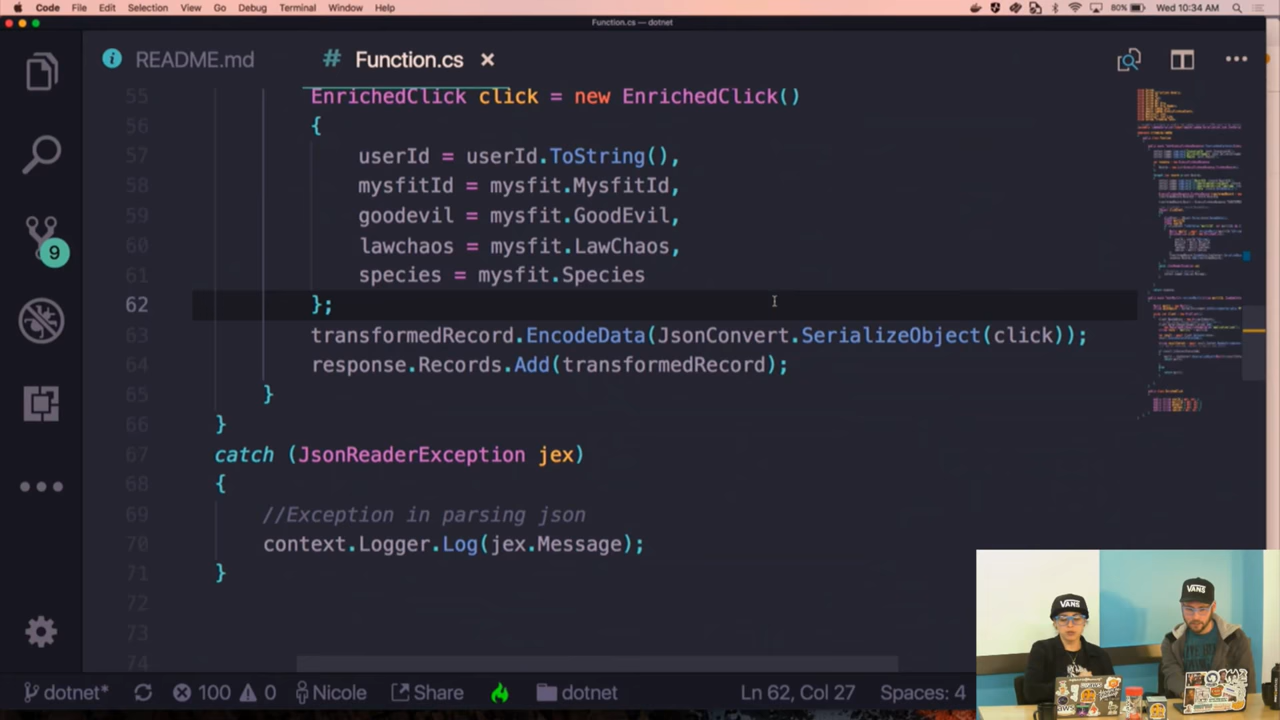 Code File Edit Selection View Go Debug Terminal Window Help 80% Wed 10:34 AM
Function.cs — dotnet
README.md # Function.cs
55 EnrichedClick click = new EnrichedClick()
56 {
57 userId = userId.ToString(),
58 mysfitId = mysfit.MysfitId,
59 goodevil = mysfit.GoodEvil,
60 lawchaos = mysfit.LawChaos,
61 species = mysfit.Species
62 };
63 transformedRecord.EncodeData(JsonConvert.SerializeObject(click));
64 response.Records.Add(transformedRecord);
65 }
66 }
67 catch (JsonReaderException jex)
68 {
69 //Exception in parsing json
70 context.Logger.Log(jex.Message);
71 }
72
73
74
9
VANS
VANS
dotnet* 100 0 Nicole Share dotnet Ln 62, Col 27 Spaces: 4